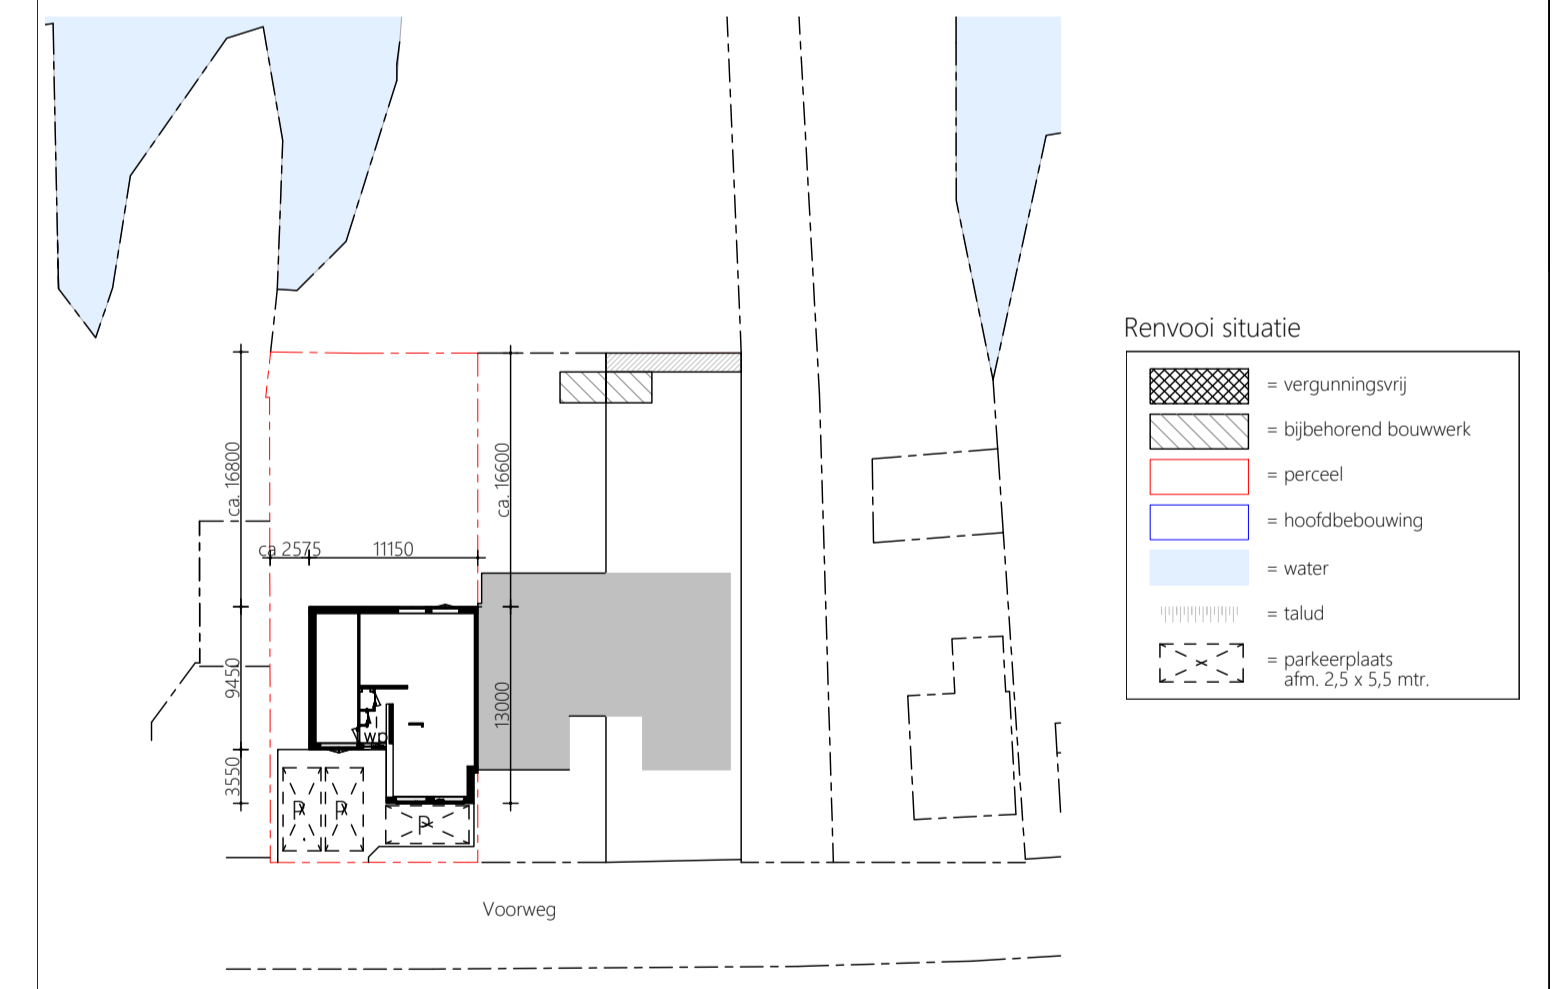 Renvooi situatie
= vergunningsvrij
= bijbehorend bouwwerk
= perceel
= hoofdbebouwing
= water
= talud
= parkeerplaats
afm. 2,5 x 5,5 mtr.
ca. 16800
ca. 16600
ca 2575
11150
9450
13000
wp
3550
P
P
P
Voorweg